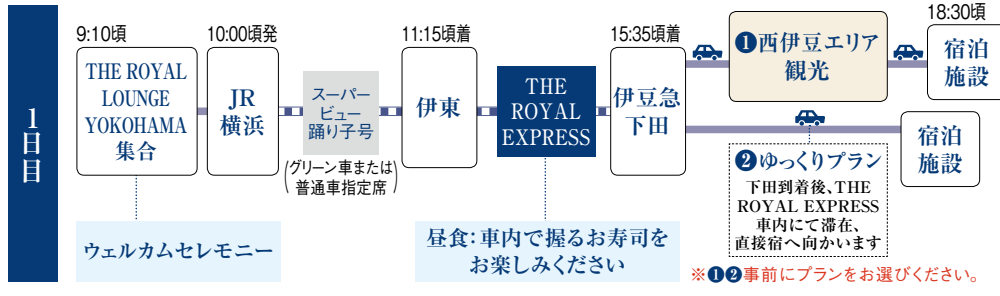 1日目
9:10頃
THE ROYAL
LOUNGE
YOKOHAMA
集合
ウェルカムセレモニー
10:00頃発
JR
横浜
スーパー
ビュー
踊り子号
(グリーン車または
普通車指定席)
11:15頃着
伊東
THE
ROYAL
EXPRESS
昼食:車内で握るお寿司を
お楽しみください
15:35頃着
伊豆急
下田
❶西伊豆エリア
観光
18:30頃
宿泊
施設
❷ゆっくりプラン
下田到着後、THE
ROYAL EXPRESS
車内にて滞在、
直接宿へ向かいます
宿泊
施設
※❶❷事前にプランをお選びください。